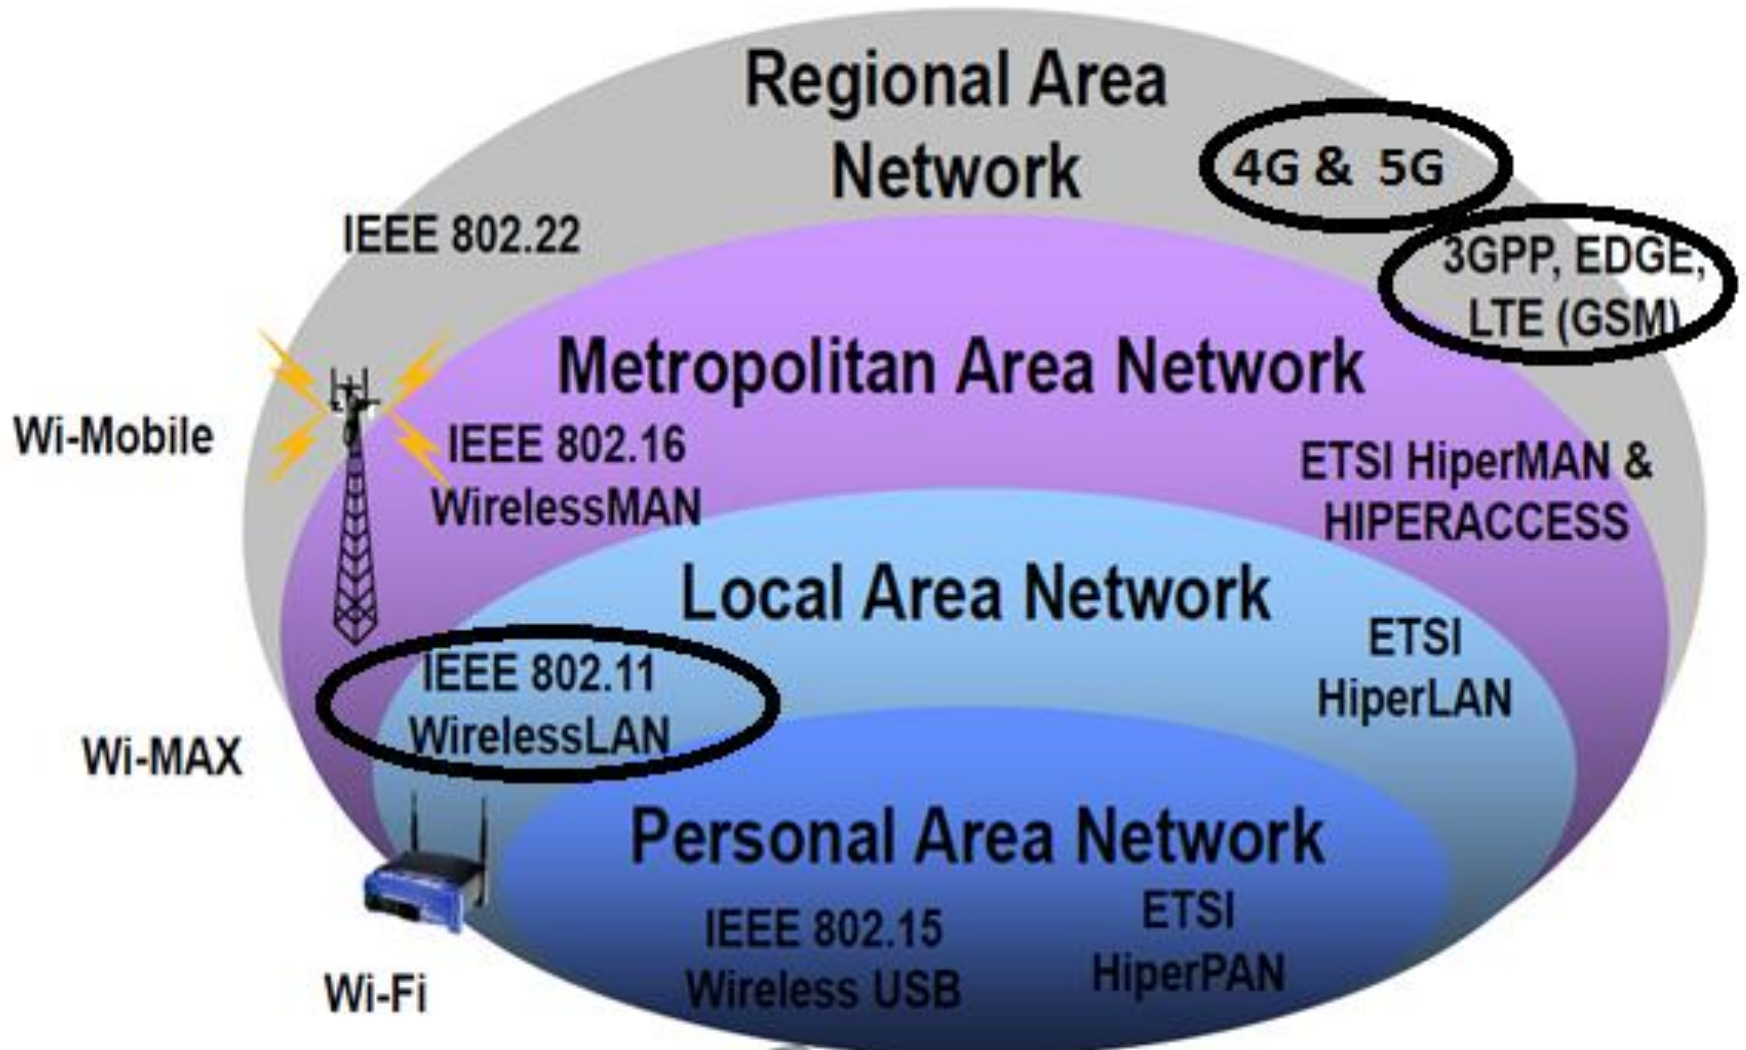 Regional Area
Network
4G & 5G
IEEE 802.22
3GPP, EDGE,
LTE (GSM)
Metropolitan Area Network
Wi-Mobile
IEEE 802.16
WirelessMAN
ETSI HiperMAN &
HIPERACCESS
Local Area Network
ETSI
HiperLAN
IEEE 802.11
WirelessLAN
Wi-MAX
Personal Area Network
IEEE 802.15
Wireless USB
ETSI
HiperPAN
Wi-Fi